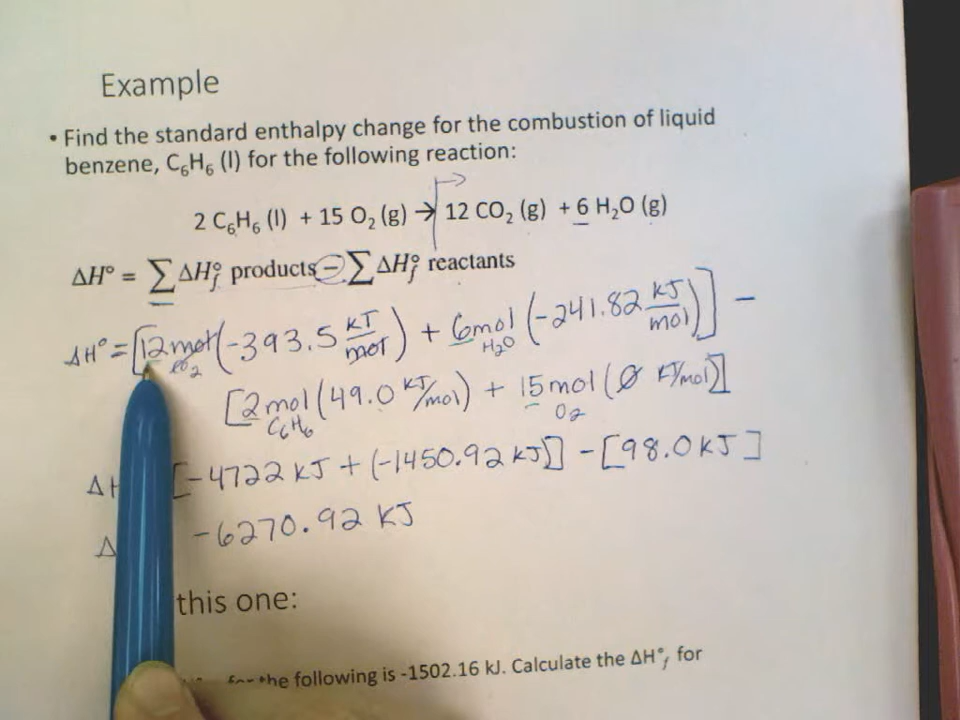 Example
• Find the standard enthalpy change for the combustion of liquid
benzene, C₆H₆ (l) for the following reaction:
2 C₆H₆ (l) + 15 O₂ (g) → 12 CO₂ (g) + 6 H₂O (g)
ΔH° = ∑ ΔH°f products − ∑ ΔH°f reactants
ΔH° = [12 mol (-393.5 kJ/mol) + 6 mol (-241.82 kJ/mol)] −
CO₂ H₂O
[2 mol (49.0 kJ/mol) + 15 mol (0 kJ/mol)]
C₆H₆ O₂
ΔH [-4722 kJ + (-1450.92 kJ)] - [98.0 kJ]
Δ -6270.92 kJ
this one:
for the following is -1502.16 kJ. Calculate the ΔH°f for